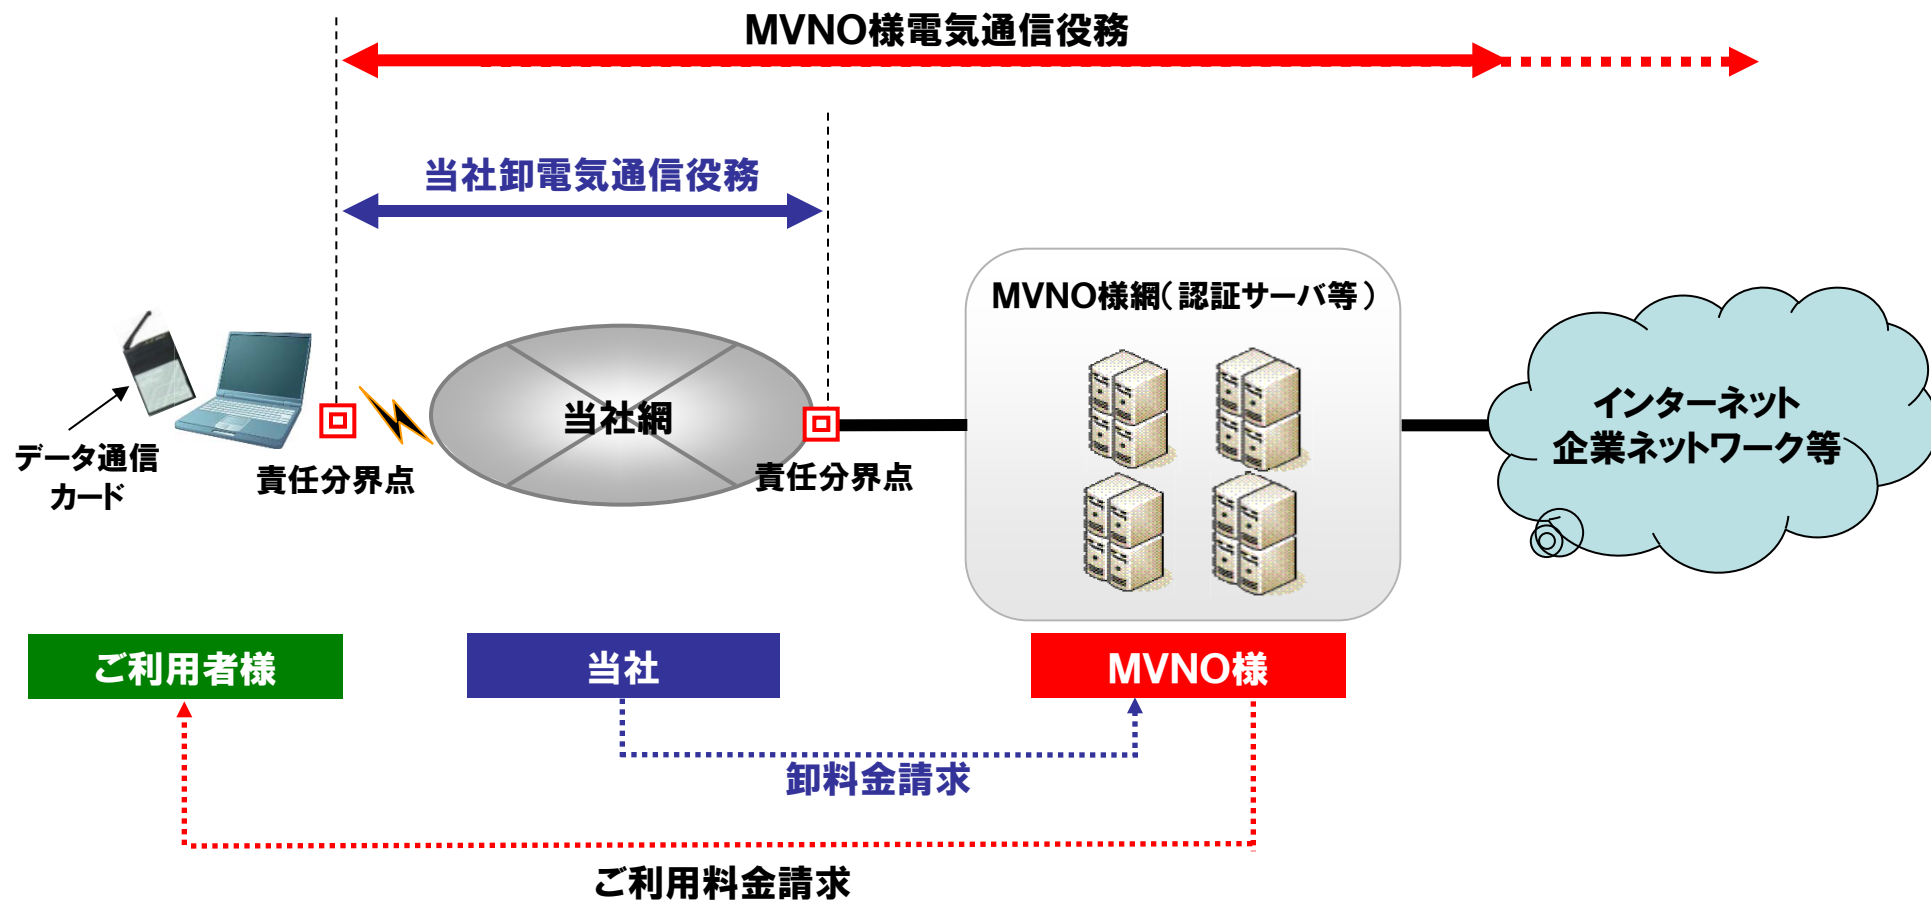 MVNO様電気通信役務
当社卸電気通信役務
MVNO様網(認証サーバ等)
データ通信
カード
責任分界点
当社網
責任分界点
インターネット
企業ネットワーク等
ご利用者様
当社
MVNO様
卸料金請求
ご利用料金請求